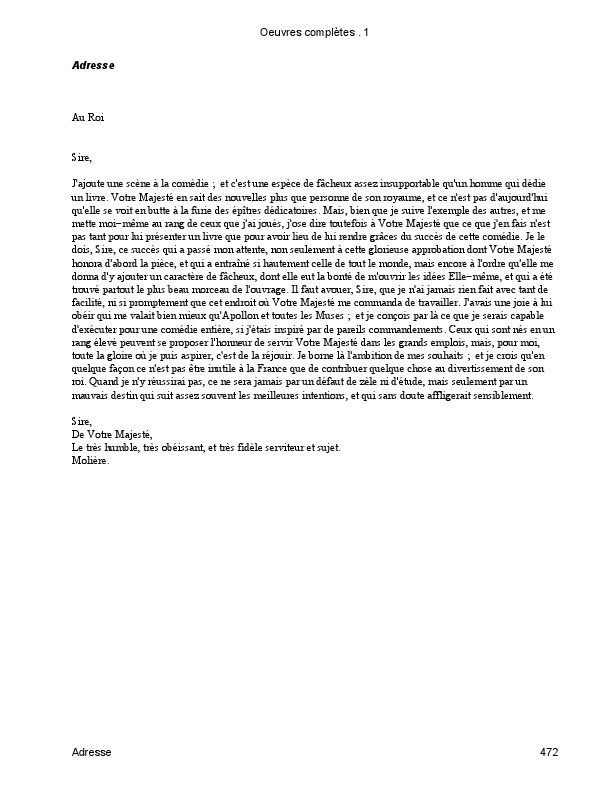 Oeuvres complètes . 1
Adresse
Au Roi
Sire,
J'ajoute une scène à la comédie ; et c'est une espèce de fâcheux assez insupportable qu'un homme qui dédie
un livre. Votre Majesté en sait des nouvelles plus que personne de son royaume, et ce n'est pas d'aujourd'hui
qu'elle se voit en butte à la furie des épîtres dédicatoires. Mais, bien que je suive l'exemple des autres, et me
mette moi-même au rang de ceux que j'ai joués, j'ose dire toutefois à Votre Majesté que ce que j'en fais n'est
pas tant pour lui présenter un livre que pour avoir lieu de lui rendre grâces du succès de cette comédie. Je le
dois, Sire, ce succès qui a passé mon attente, non seulement à cette glorieuse approbation dont Votre Majesté
honora d'abord la pièce, et qui a entraîné si hautement celle de tout le monde, mais encore à l'ordre qu'elle me
donna d'y ajouter un caractère de fâcheux, dont elle eut la bonté de m'ouvrir les idées Elle-même, et qui a été
trouvé partout le plus beau morceau de l'ouvrage. Il faut avouer, Sire, que je n'ai jamais rien fait avec tant de
facilité, ni si promptement que cet endroit où Votre Majesté me commanda de travailler. J'avais une joie à lui
obéir qui me valait bien mieux qu'Apollon et toutes les Muses ; et je conçois par là ce que je serais capable
d'exécuter pour une comédie entière, si j'étais inspiré par de pareils commandements. Ceux qui sont nés en un
rang élevé peuvent se proposer l'honneur de servir Votre Majesté dans les grands emplois, mais, pour moi,
toute la gloire où je puis aspirer, c'est de la réjouir. Je borne là l'ambition de mes souhaits ; et je crois qu'en
quelque façon ce n'est pas être inutile à la France que de contribuer quelque chose au divertissement de son
roi. Quand je n'y réussirai pas, ce ne sera jamais par un défaut de zèle ni d'étude, mais seulement par un
mauvais destin qui suit assez souvent les meilleures intentions, et qui sans doute affligerait sensiblement.
Sire,
De Votre Majesté,
Le très humble, très obéissant, et très fidèle serviteur et sujet.
Molière.
Adresse 472